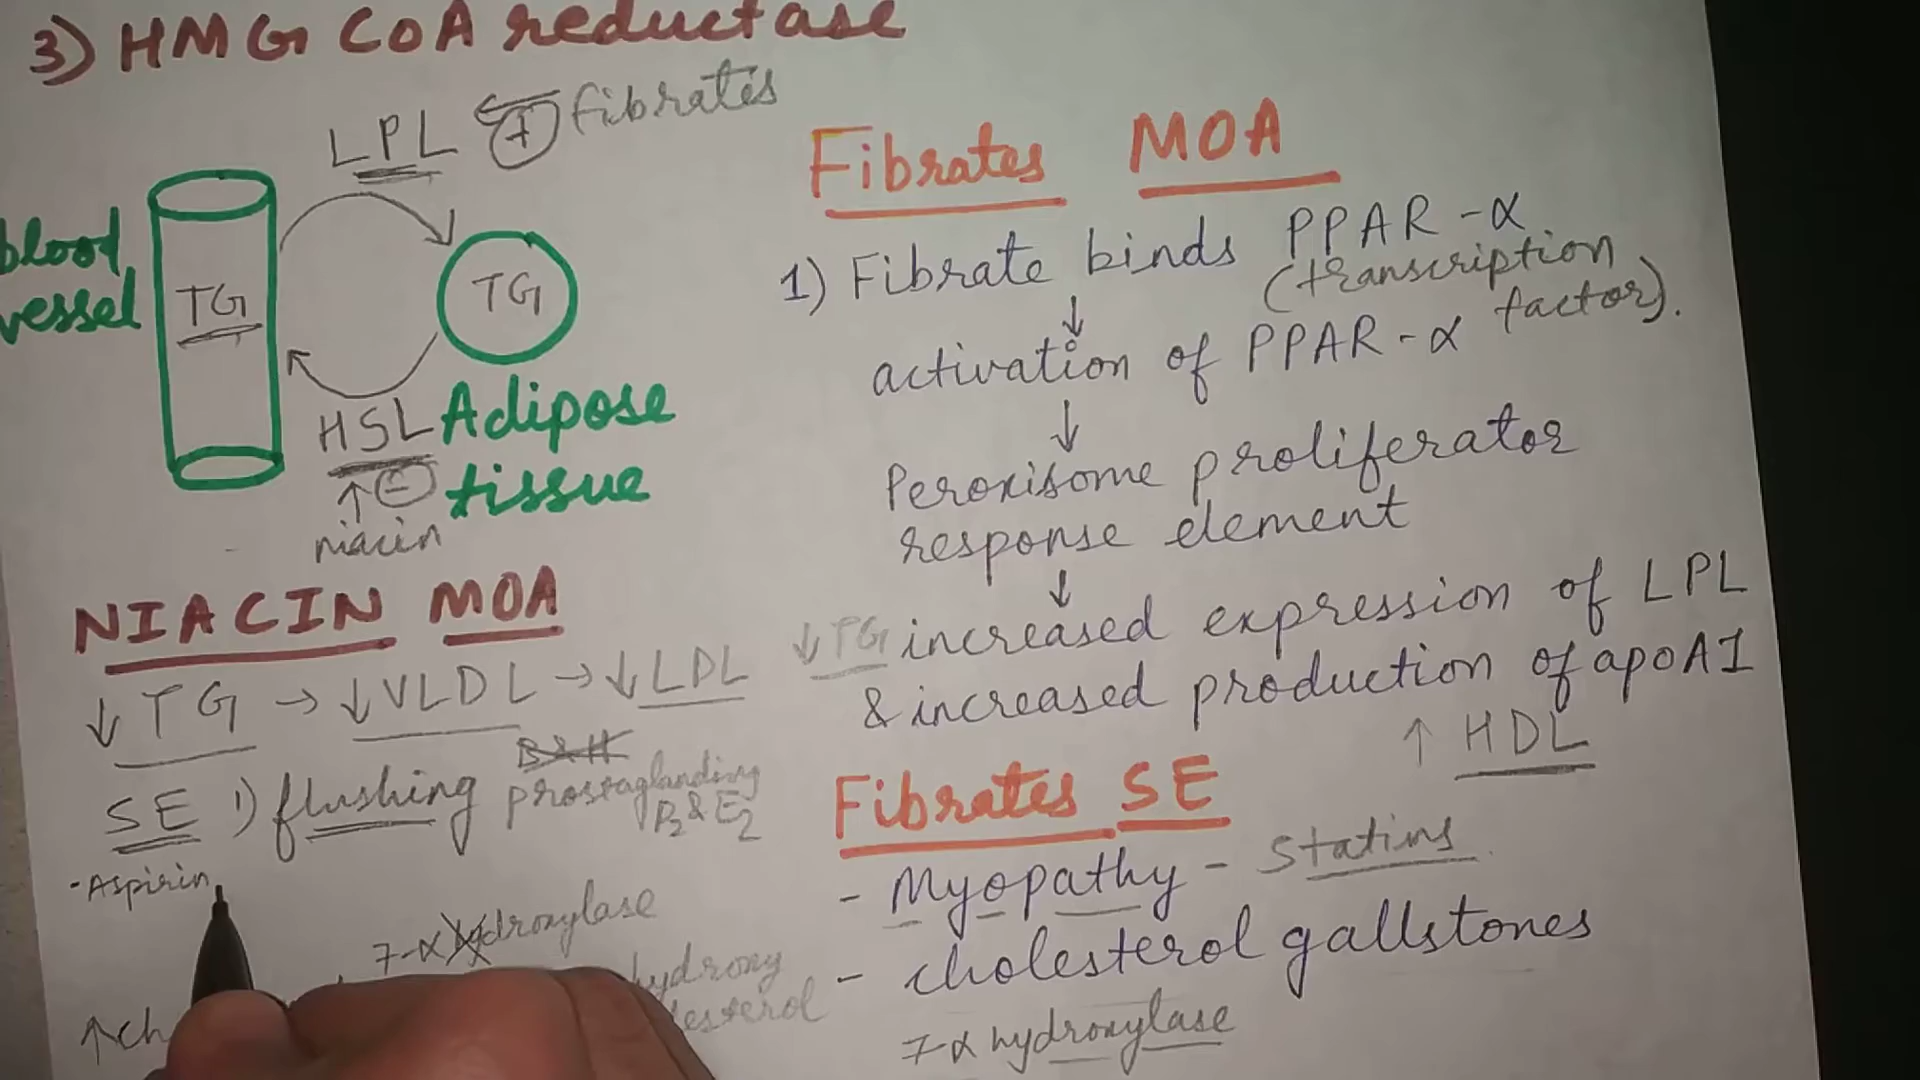 3) HMG COA reductase
LPL + fibrates
blood
vessel
TG
TG
HSL
Adipose
tissue
-
niacin
NIACIN MOA
↓ TG → ↓ VLDL → ↓ LDL
SE 1) flushing
prostaglandins
D2 & E2
- Aspirin
7-α hydroxylase
hydroxy
↑ch
esterol
Fibrates MOA
1) Fibrate binds PPAR-α
(transcription
factor).
↓
activation of PPAR-α
↓
Peroxisome proliferator
response element
↓
↓TG increased expression of LPL
& increased production of apoA1
↑ HDL
Fibrates SE
- Myopathy - statins
- cholesterol gallstones
7-α hydroxylase